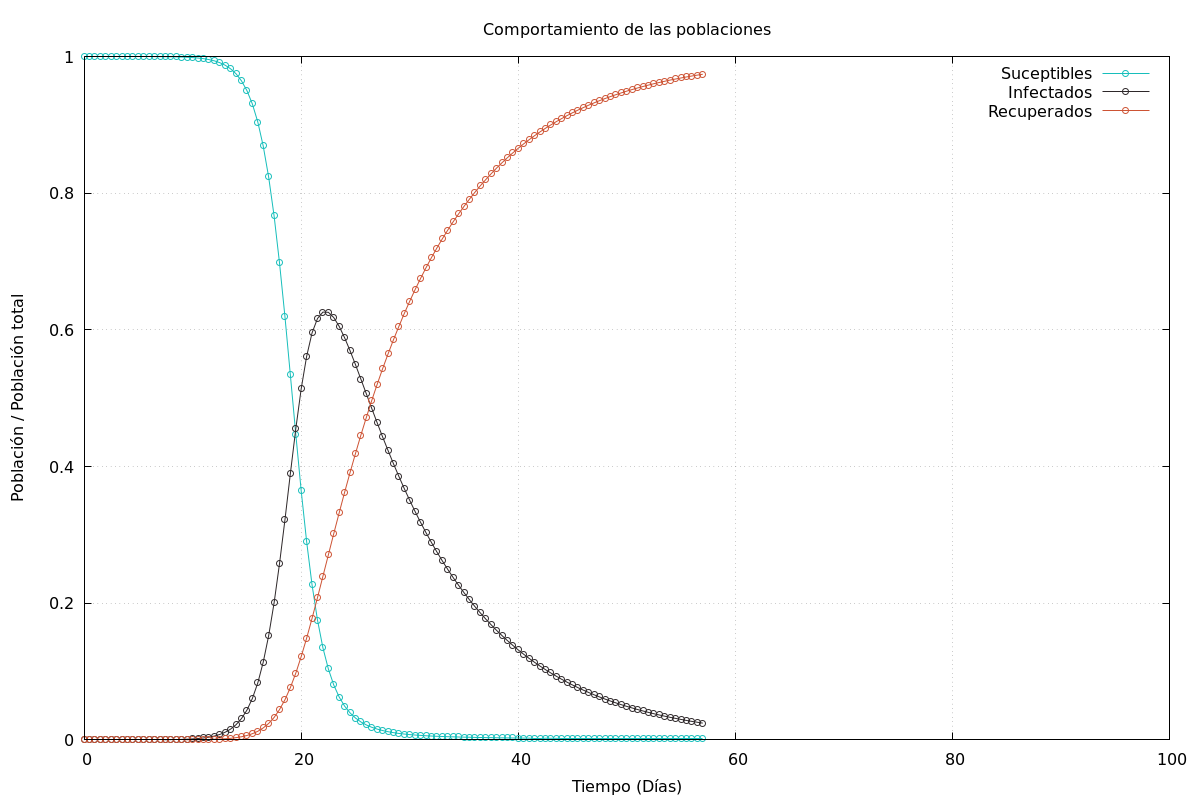 Comportamiento de las poblaciones
Suceptibles
Infectados
Recuperados
Población / Población total
1
0.8
0.6
0.4
0.2
0
0 20 40 60 80 100
Tiempo (Días)